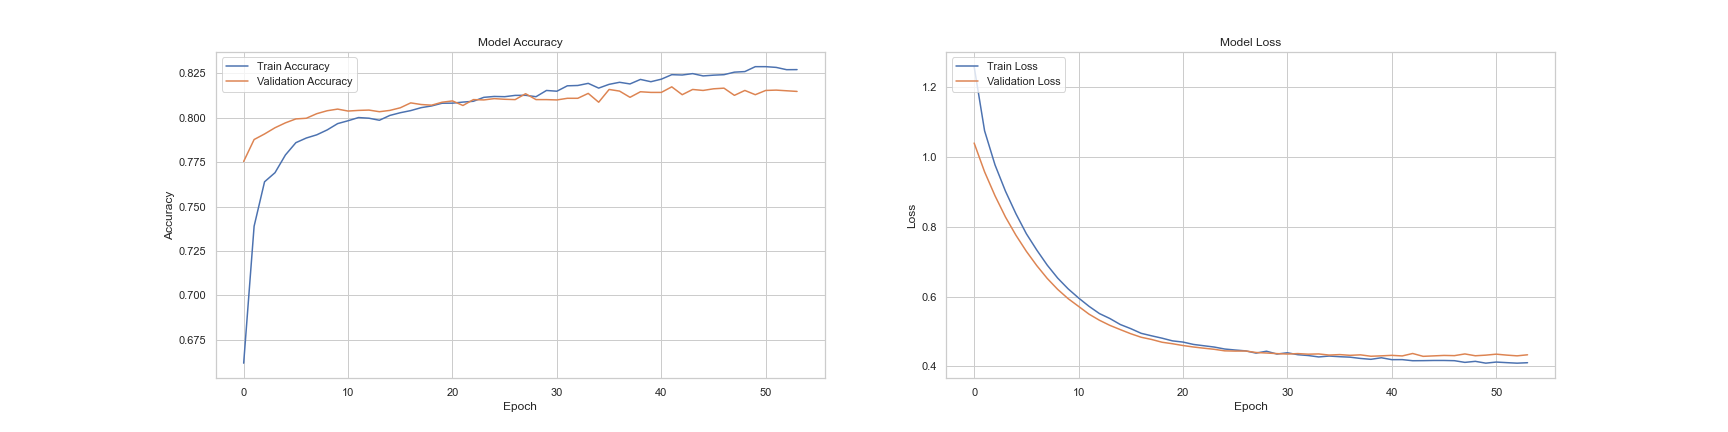 Model Accuracy
Train Accuracy
Validation Accuracy
0.825
0.800
0.775
0.750
0.725
0.700
0.675
Accuracy
0 10 20 30 40 50
Epoch
Model Loss
Train Loss
Validation Loss
1.2
1.0
0.8
0.6
0.4
Loss
0 10 20 30 40 50
Epoch